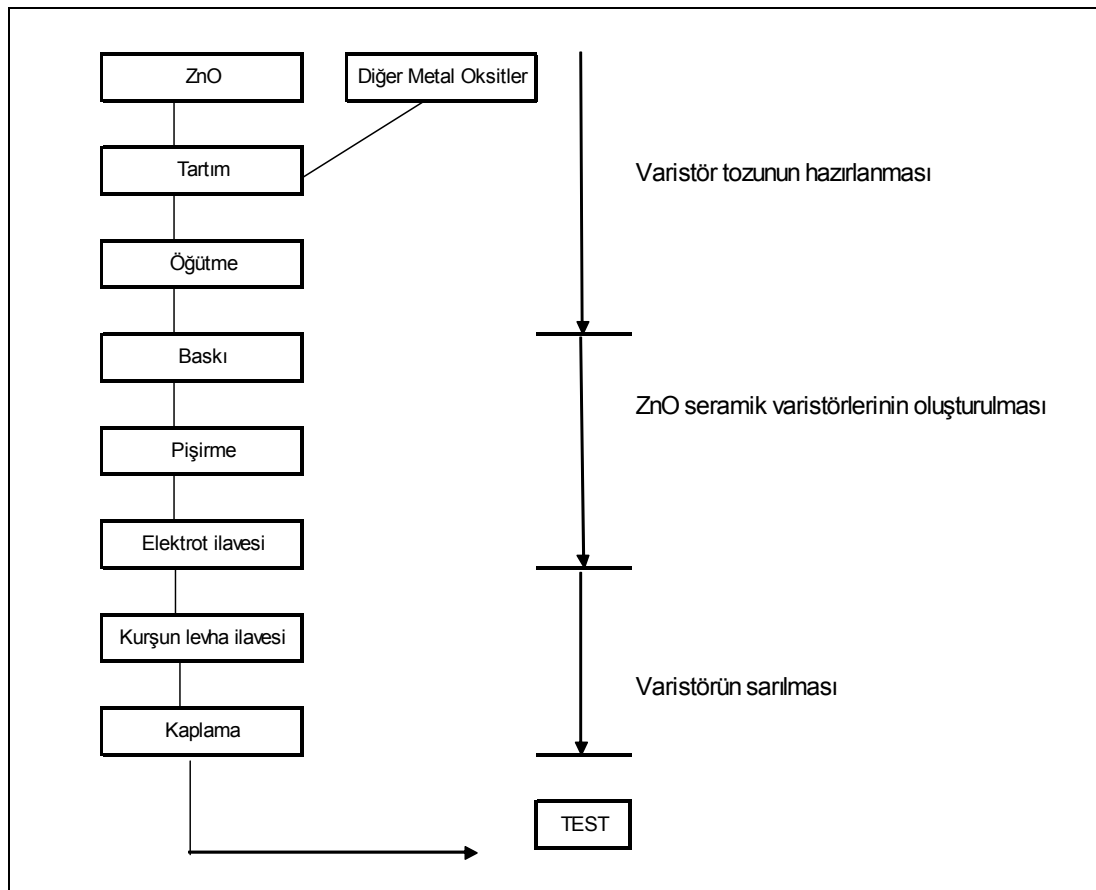 ZnO
Diğer Metal Oksitler
Tartım
Varistör tozunun hazırlanması
Öğütme
Baskı
ZnO seramik varistörlerinin oluşturulması
Pişirme
Elektrot ilavesi
Kurşun levha ilavesi
Varistörün sarılması
Kaplama
TEST